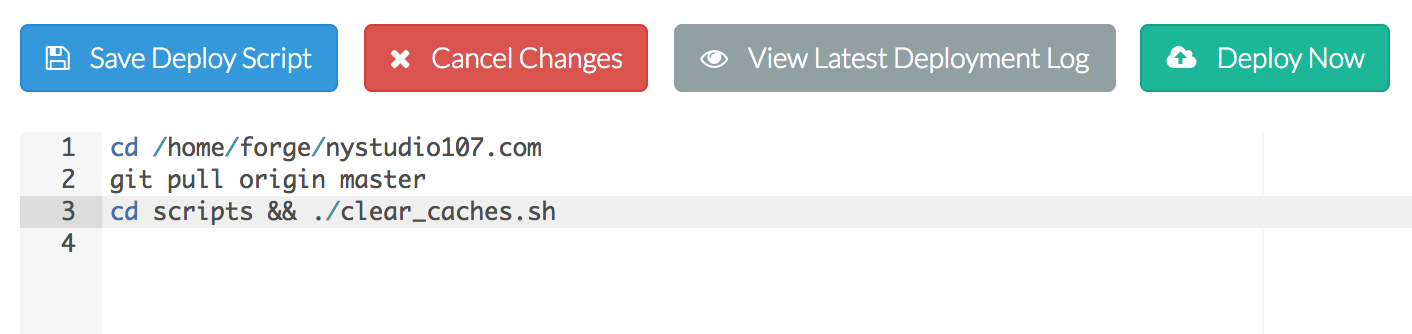 Save Deploy Script Cancel Changes View Latest Deployment Log Deploy Now
1 cd /home/forge/nystudio107.com
2 git pull origin master
3 cd scripts && ./clear_caches.sh
4